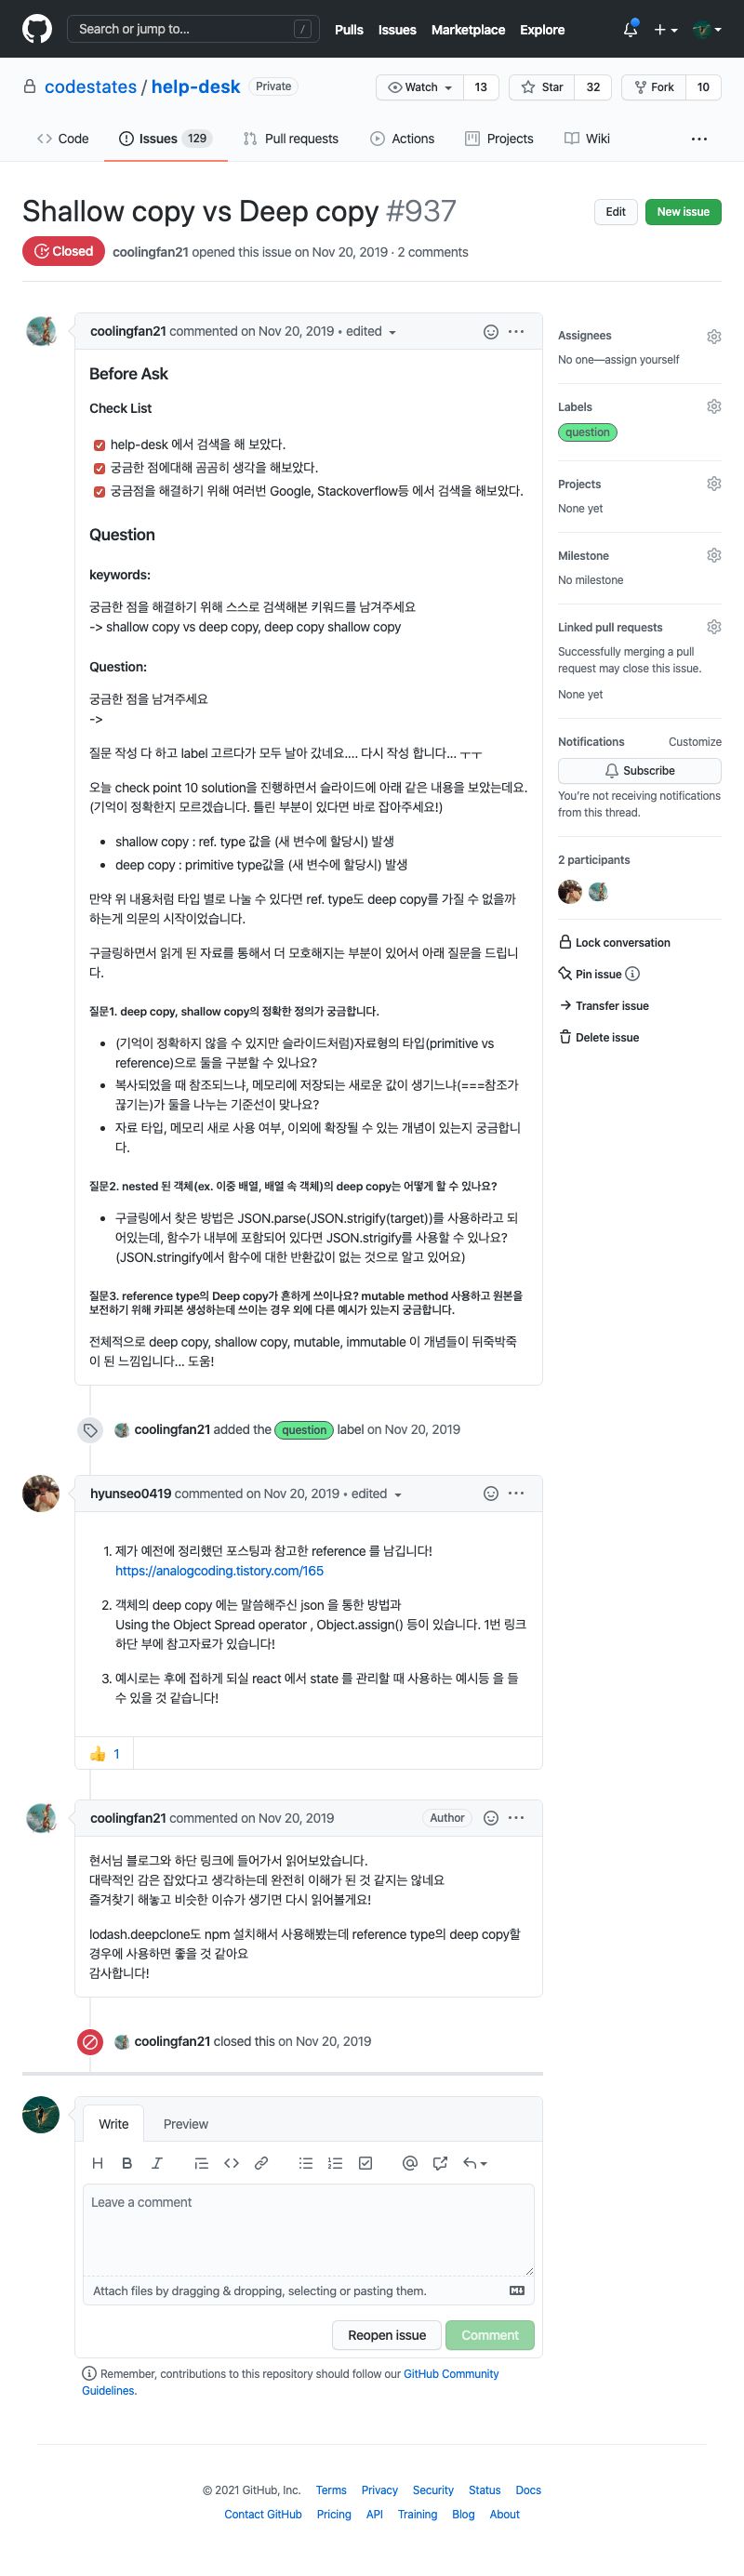 Search or jump to... /
Pulls Issues Marketplace Explore
codestates / help-desk Private
Watch 13 Star 32 Fork 10
Code Issues 129 Pull requests Actions Projects Wiki
Shallow copy vs Deep copy #937
Edit New issue
Closed coolingfan21 opened this issue on Nov 20, 2019 · 2 comments
coolingfan21 commented on Nov 20, 2019 • edited
Before Ask
Check List
help-desk 에서 검색을 해 보았다.
궁금한 점에대해 곰곰히 생각을 해보았다.
궁금점을 해결하기 위해 여러번 Google, Stackoverflow등 에서 검색을 해보았다.
Question
keywords:
궁금한 점을 해결하기 위해 스스로 검색해본 키워드를 남겨주세요
-> shallow copy vs deep copy, deep copy shallow copy
Question:
궁금한 점을 남겨주세요
->
질문 작성 다 하고 label 고르다가 모두 날아 갔네요.... 다시 작성 합니다... ㅜㅜ
오늘 check point 10 solution을 진행하면서 슬라이드에 아래 같은 내용을 보았는데요.
(기억이 정확한지 모르겠습니다. 틀린 부분이 있다면 바로 잡아주세요!)
• shallow copy : ref. type 값을 (새 변수에 할당시) 발생
• deep copy : primitive type값을 (새 변수에 할당시) 발생
만약 위 내용처럼 타입 별로 나눌 수 있다면 ref. type도 deep copy를 가질 수 없을까
하는게 의문의 시작이었습니다.
구글링하면서 읽게 된 자료를 통해서 더 모호해지는 부분이 있어서 아래 질문을 드립니
다.
질문1. deep copy, shallow copy의 정확한 정의가 궁금합니다.
• (기억이 정확하지 않을 수 있지만 슬라이드처럼)자료형의 타입(primitive vs
reference)으로 둘을 구분할 수 있나요?
• 복사되었을 때 참조되느냐, 메모리에 저장되는 새로운 값이 생기느냐(===참조가
끊기는)가 둘을 나누는 기준선이 맞나요?
• 자료 타입, 메모리 새로 사용 여부, 이외에 확장될 수 있는 개념이 있는지 궁금합니
다.
질문2. nested 된 객체(ex. 이중 배열, 배열 속 객체)의 deep copy는 어떻게 할 수 있나요?
• 구글링에서 찾은 방법은 JSON.parse(JSON.strigify(target))를 사용하라고 되
어있는데, 함수가 내부에 포함되어 있다면 JSON.strigify를 사용할 수 있나요?
(JSON.stringify에서 함수에 대한 반환값이 없는 것으로 알고 있어요)
질문3. reference type의 Deep copy가 흔하게 쓰이나요? mutable method 사용하고 원본을
보전하기 위해 카피본 생성하는데 쓰이는 경우 외에 다른 예시가 있는지 궁금합니다.
전체적으로 deep copy, shallow copy, mutable, immutable 이 개념들이 뒤죽박죽
이 된 느낌입니다... 도움!
Assignees
No one—assign yourself
Labels
question
Projects
None yet
Milestone
No milestone
Linked pull requests
Successfully merging a pull
request may close this issue.
None yet
Notifications Customize
Subscribe
You're not receiving notifications
from this thread.
2 participants
Lock conversation
Pin issue
Transfer issue
Delete issue
coolingfan21 added the question label on Nov 20, 2019
hyunseo0419 commented on Nov 20, 2019 • edited
1. 제가 예전에 정리했던 포스팅과 참고한 reference 를 남깁니다!
https://analogcoding.tistory.com/165
2. 객체의 deep copy 에는 말씀해주신 json 을 통한 방법과
Using the Object Spread operator , Object.assign() 등이 있습니다. 1번 링크
하단 부에 참고자료가 있습니다!
3. 예시로는 후에 접하게 되실 react 에서 state 를 관리할 때 사용하는 예시등 을 들
수 있을 것 같습니다!
👍 1
coolingfan21 commented on Nov 20, 2019 Author
현서님 블로그와 하단 링크에 들어가서 읽어보았습니다.
대략적인 감은 잡았다고 생각하는데 완전히 이해가 된 것 같지는 않네요
즐겨찾기 해놓고 비슷한 이슈가 생기면 다시 읽어볼게요!
lodash.deepclone도 npm 설치해서 사용해봤는데 reference type의 deep copy할
경우에 사용하면 좋을 것 같아요
감사합니다!
coolingfan21 closed this on Nov 20, 2019
Write Preview
Leave a comment
Attach files by dragging & dropping, selecting or pasting them.
Reopen issue Comment
Remember, contributions to this repository should follow our GitHub Community
Guidelines.
© 2021 GitHub, Inc. Terms Privacy Security Status Docs
Contact GitHub Pricing API Training Blog About